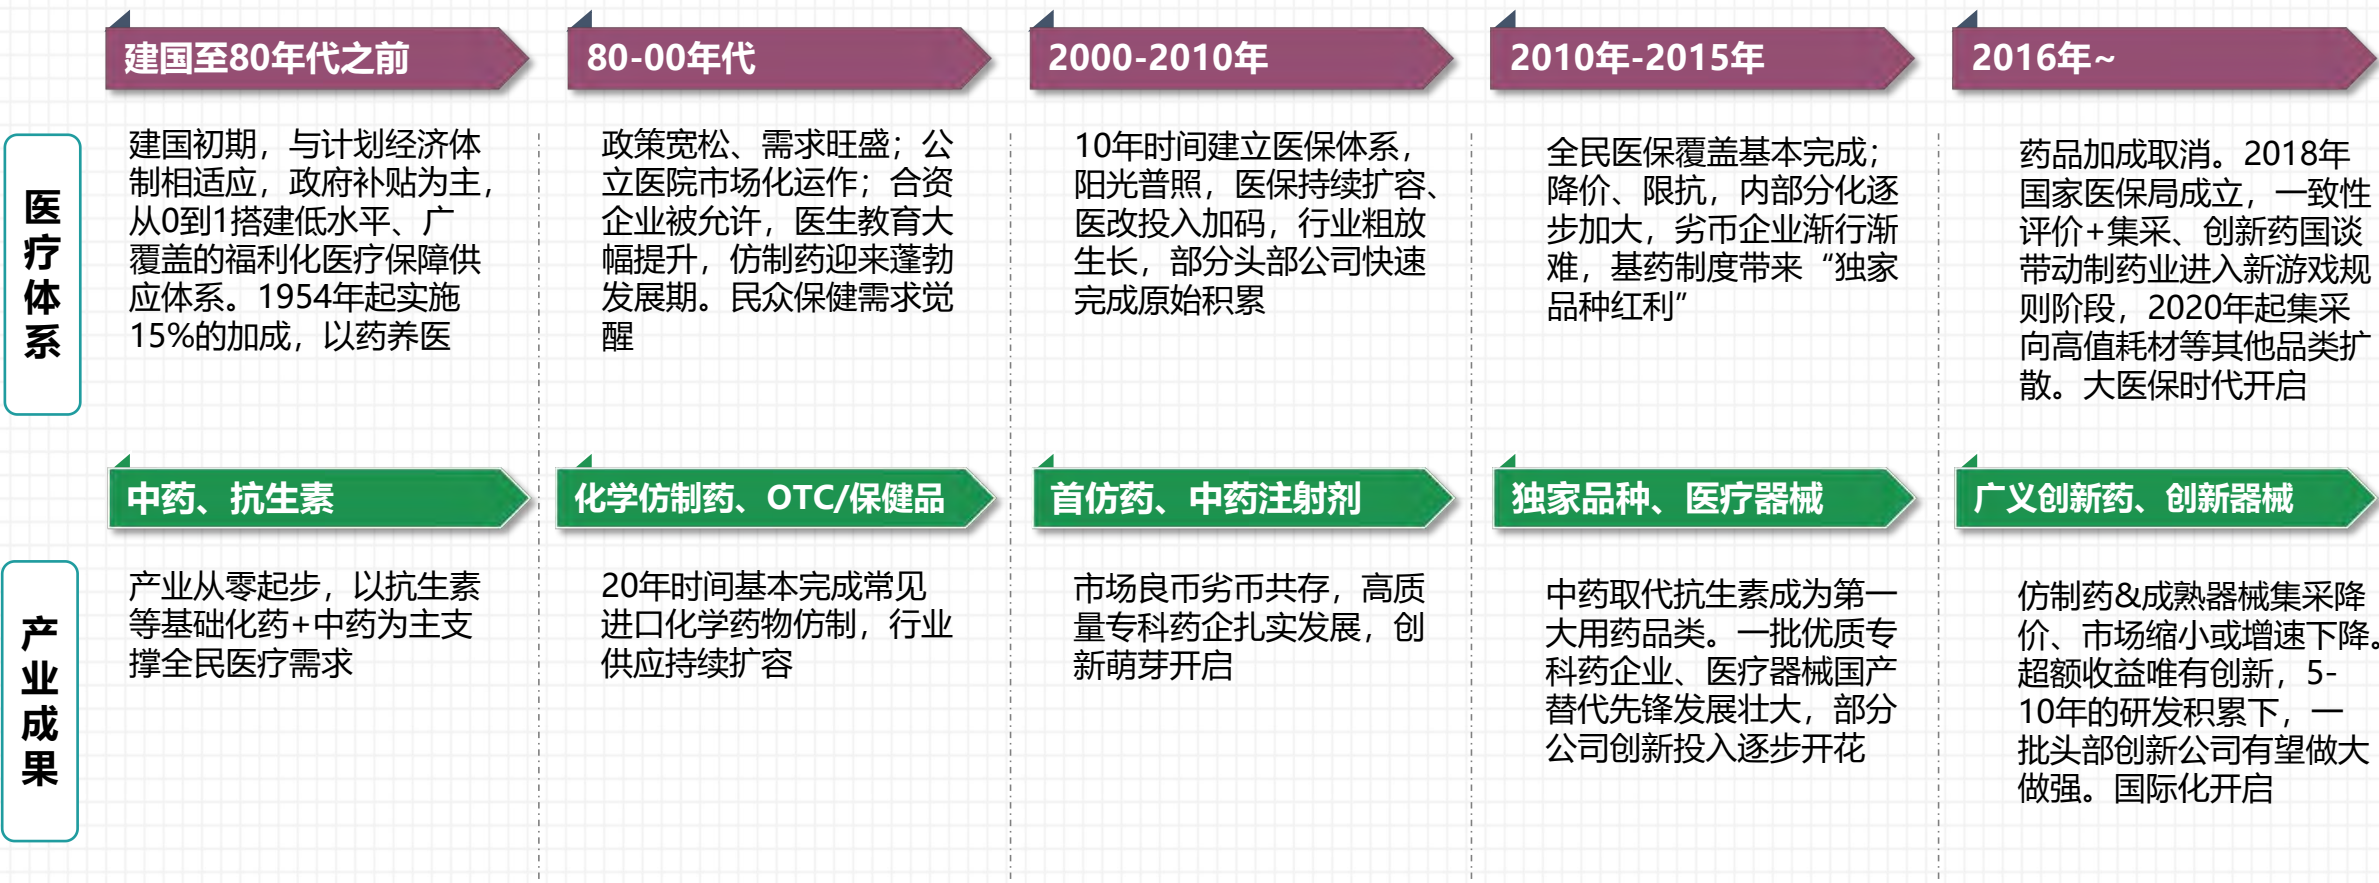 建国至80年代之前
80-00年代
2000-2010年
2010年-2015年
2016年~
医疗体系
建国初期，与计划经济体
制相适应，政府补贴为主，
从0到1搭建低水平、广
覆盖的福利化医疗保障供
应体系。1954年起实施
15%的加成，以药养医
政策宽松、需求旺盛；公
立医院市场化运作；合资
企业被允许，医生教育大
幅提升，仿制药迎来蓬勃
发展期。民众保健需求觉
醒
10年时间建立医保体系，
阳光普照，医保持续扩容、
医改投入加码，行业粗放
生长，部分头部公司快速
完成原始积累
全民医保覆盖基本完成；
降价、限抗，内部分化逐
步加大，劣币企业渐行渐
难，基药制度带来“独家
品种红利”
药品加成取消。2018年
国家医保局成立，一致性
评价+集采、创新药国谈
带动制药业进入新游戏规
则阶段，2020年起集采
向高值耗材等其他品类扩
散。大医保时代开启
中药、抗生素
化学仿制药、OTC/保健品
首仿药、中药注射剂
独家品种、医疗器械
广义创新药、创新器械
产业成果
产业从零起步，以抗生素
等基础化药+中药为主支
撑全民医疗需求
20年时间基本完成常见
进口化学药物仿制，行业
供应持续扩容
市场良币劣币共存，高质
量专科药企扎实发展，创
新萌芽开启
中药取代抗生素成为第一
大用药品类。一批优质专
科药企业、医疗器械国产
替代先锋发展壮大，部分
公司创新投入逐步开花
仿制药&成熟器械集采降
价、市场缩小或增速下降。
超额收益唯有创新，5-
10年的研发积累下，一
批头部创新公司有望做大
做强。国际化开启